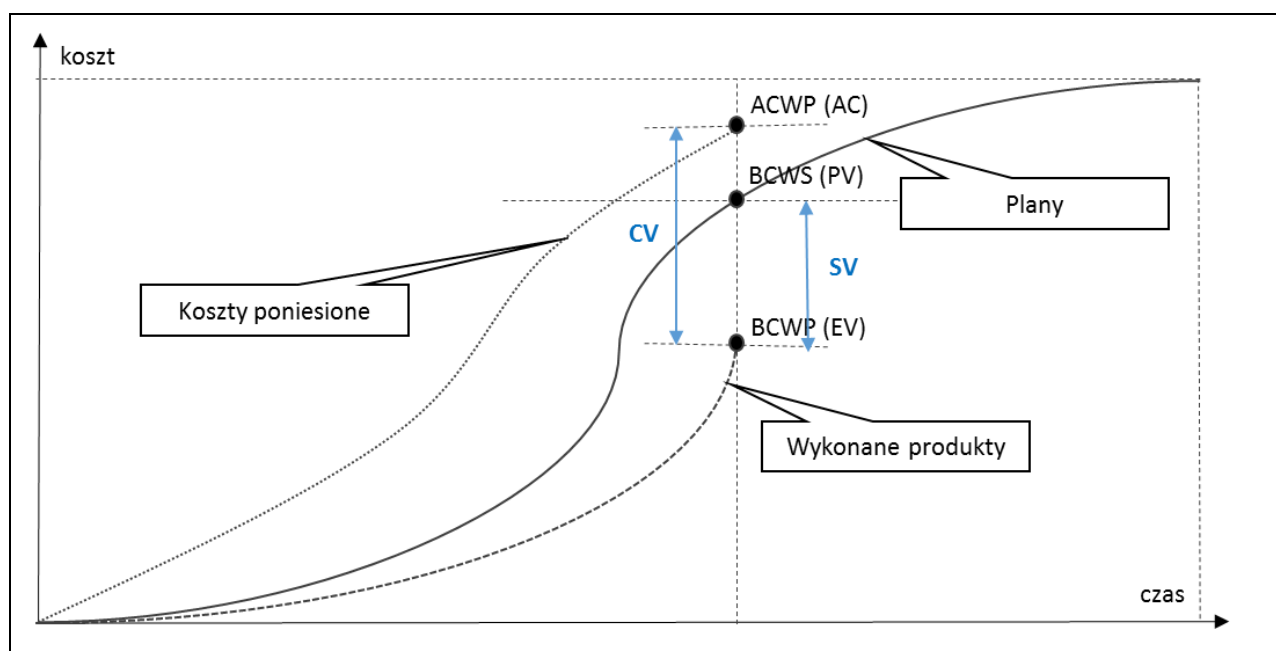 koszt
ACWP (AC)
BCWS (PV)
Plany
CV
SV
Koszty poniesione
BCWP (EV)
Wykonane produkty
czas